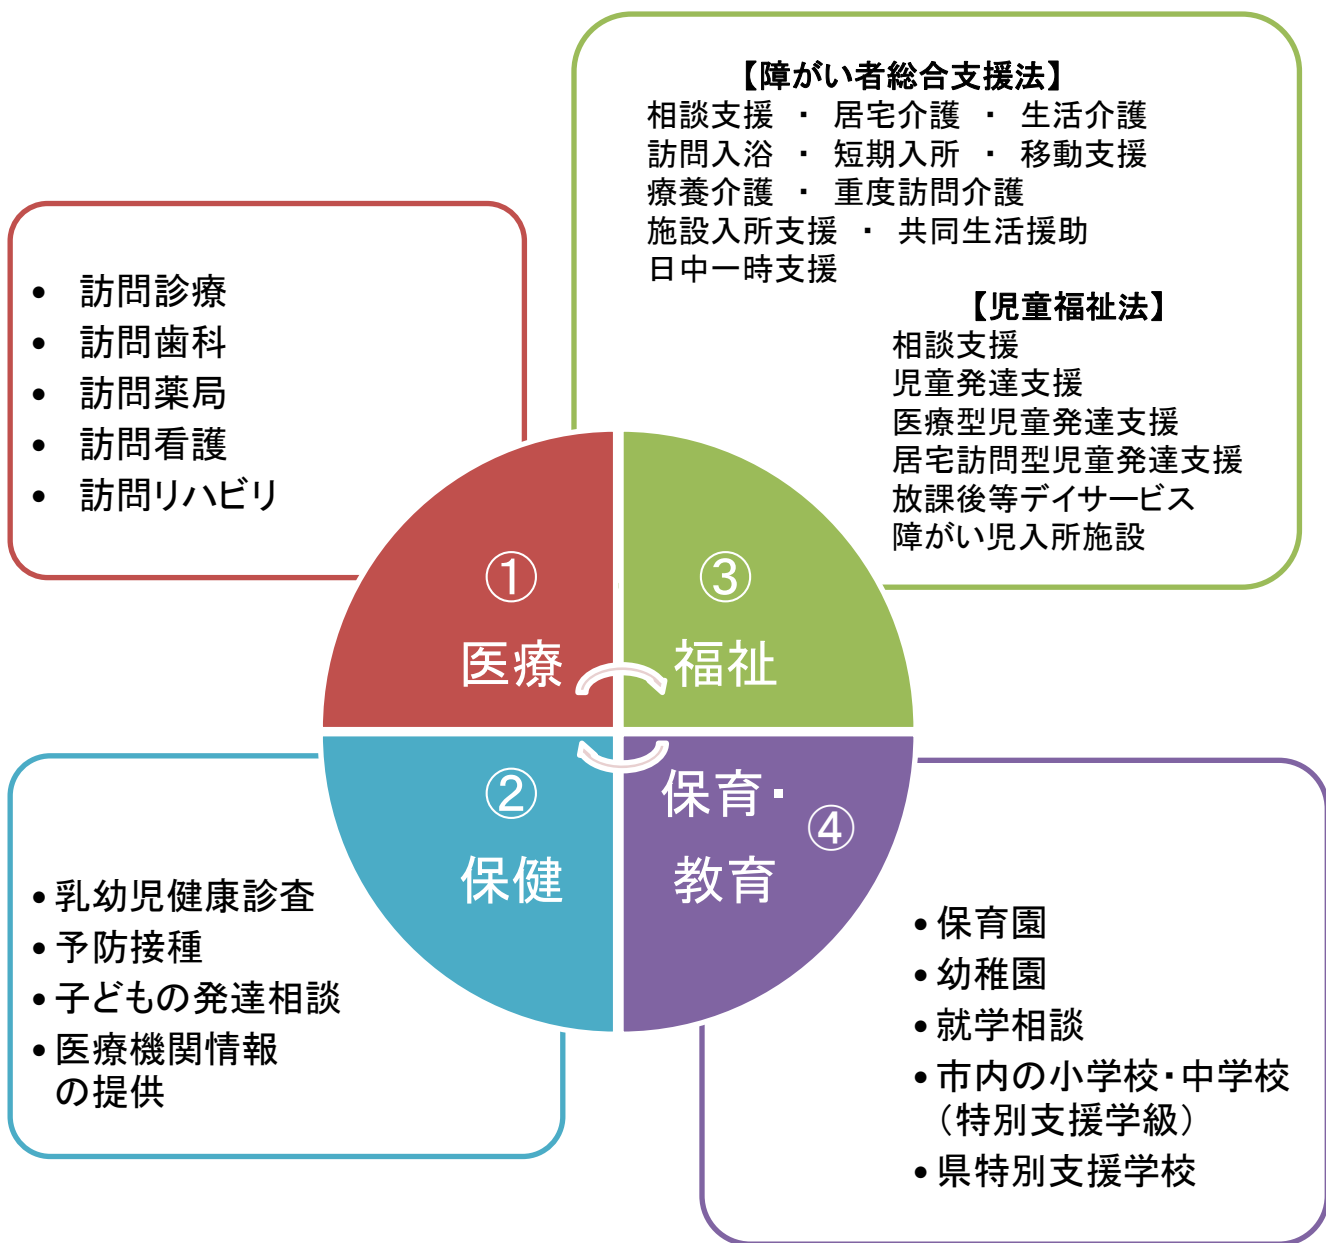 【障がい者総合支援法】
相談支援 ・ 居宅介護 ・ 生活介護
訪問入浴 ・ 短期入所 ・ 移動支援
療養介護 ・ 重度訪問介護
施設入所支援 ・ 共同生活援助
日中一時支援
【児童福祉法】
相談支援
児童発達支援
医療型児童発達支援
居宅訪問型児童発達支援
放課後等デイサービス
障がい児入所施設
• 訪問診療
• 訪問歯科
• 訪問薬局
• 訪問看護
• 訪問リハビリ
①
医療
③
福祉
②
保健
保育・
④
教育
• 乳幼児健康診査
• 予防接種
• 子どもの発達相談
• 医療機関情報
の提供
• 保育園
• 幼稚園
• 就学相談
• 市内の小学校・中学校
（特別支援学級）
• 県特別支援学校